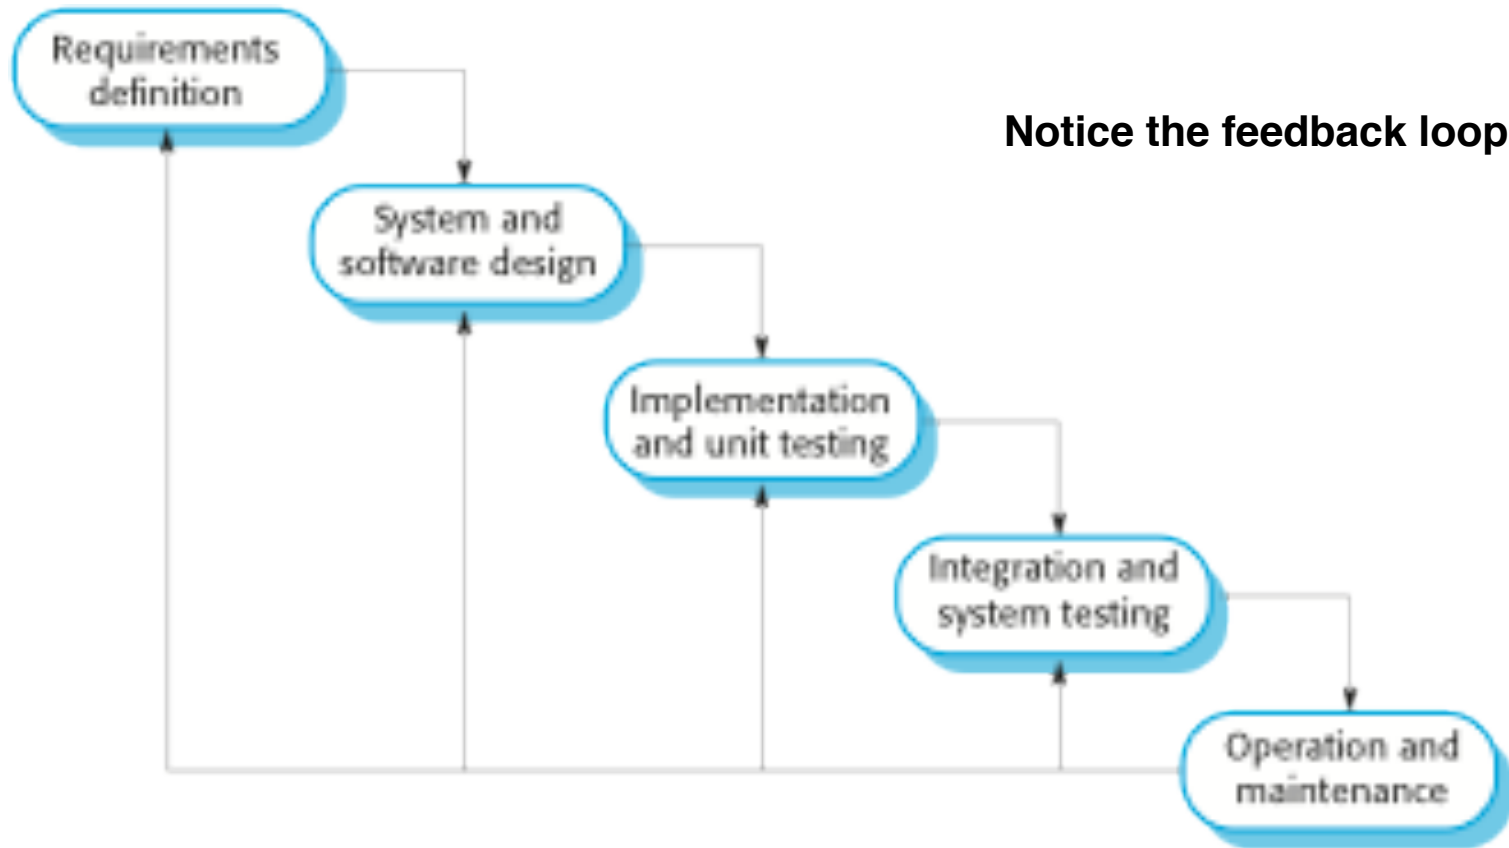 Requirements
definition
Notice the feedback loop
System and
software design
Implementation
and unit testing
Integration and
system testing
Operation and
maintenance